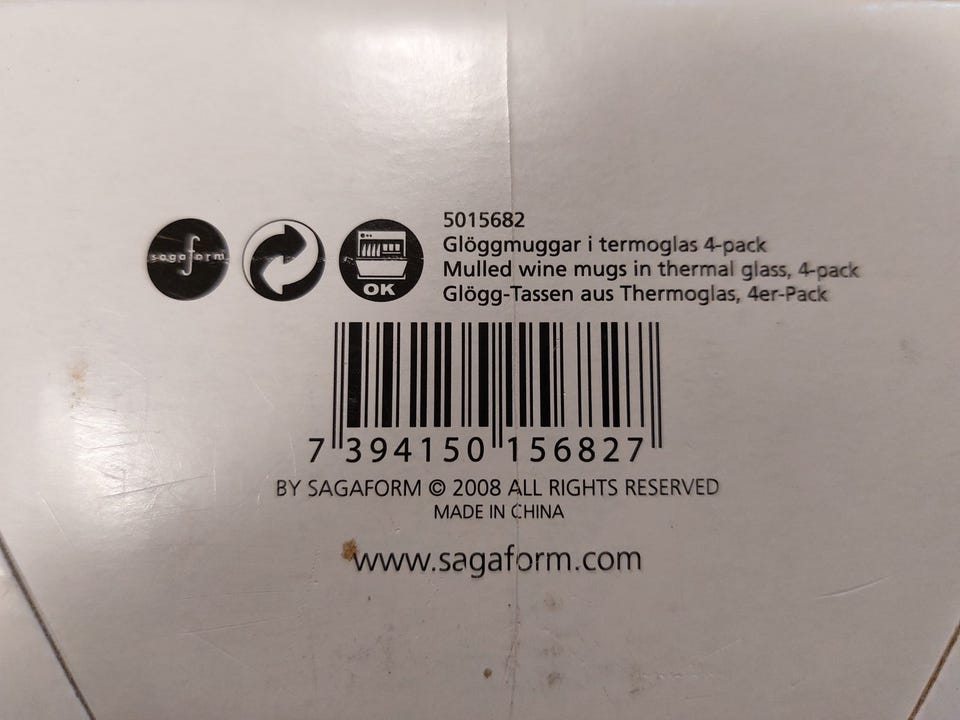 sagaform
OK
5015682
Glöggmuggar i termoglas 4-pack
Mulled wine mugs in thermal glass, 4-pack
Glögg-Tassen aus Thermoglas, 4er-Pack
7 394150 156827
BY SAGAFORM © 2008 ALL RIGHTS RESERVED
MADE IN CHINA
www.sagaform.com